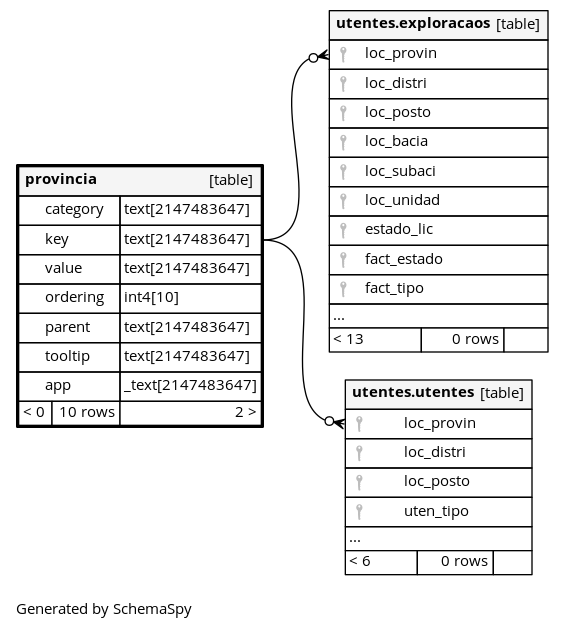 utentes.exploracaos [table]
loc_provin
loc_distri
loc_posto
loc_bacia
loc_subaci
loc_unidad
estado_lic
fact_estado
fact_tipo
...
< 13 0 rows
provincia [table]
category text[2147483647]
key text[2147483647]
value text[2147483647]
ordering int4[10]
parent text[2147483647]
tooltip text[2147483647]
app _text[2147483647]
< 0 10 rows 2 >
utentes.utentes [table]
loc_provin
loc_distri
loc_posto
uten_tipo
...
< 6 0 rows
Generated by SchemaSpy